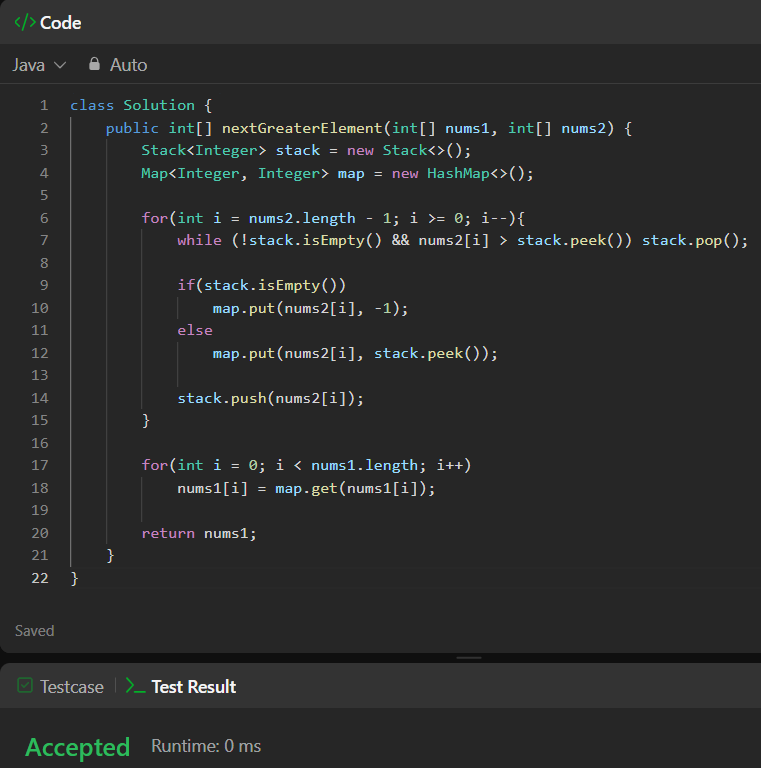 </> Code
Java Auto
1 class Solution {
2 public int[] nextGreaterElement(int[] nums1, int[] nums2) {
3 Stack<Integer> stack = new Stack<>();
4 Map<Integer, Integer> map = new HashMap<>();
5
6 for(int i = nums2.length - 1; i >= 0; i--){
7 while (!stack.isEmpty() && nums2[i] > stack.peek()) stack.pop();
8
9 if(stack.isEmpty())
10 map.put(nums2[i], -1);
11 else
12 map.put(nums2[i], stack.peek());
13
14 stack.push(nums2[i]);
15 }
16
17 for(int i = 0; i < nums1.length; i++)
18 nums1[i] = map.get(nums1[i]);
19
20 return nums1;
21 }
22 }
Saved
Testcase >_ Test Result
Accepted Runtime: 0 ms